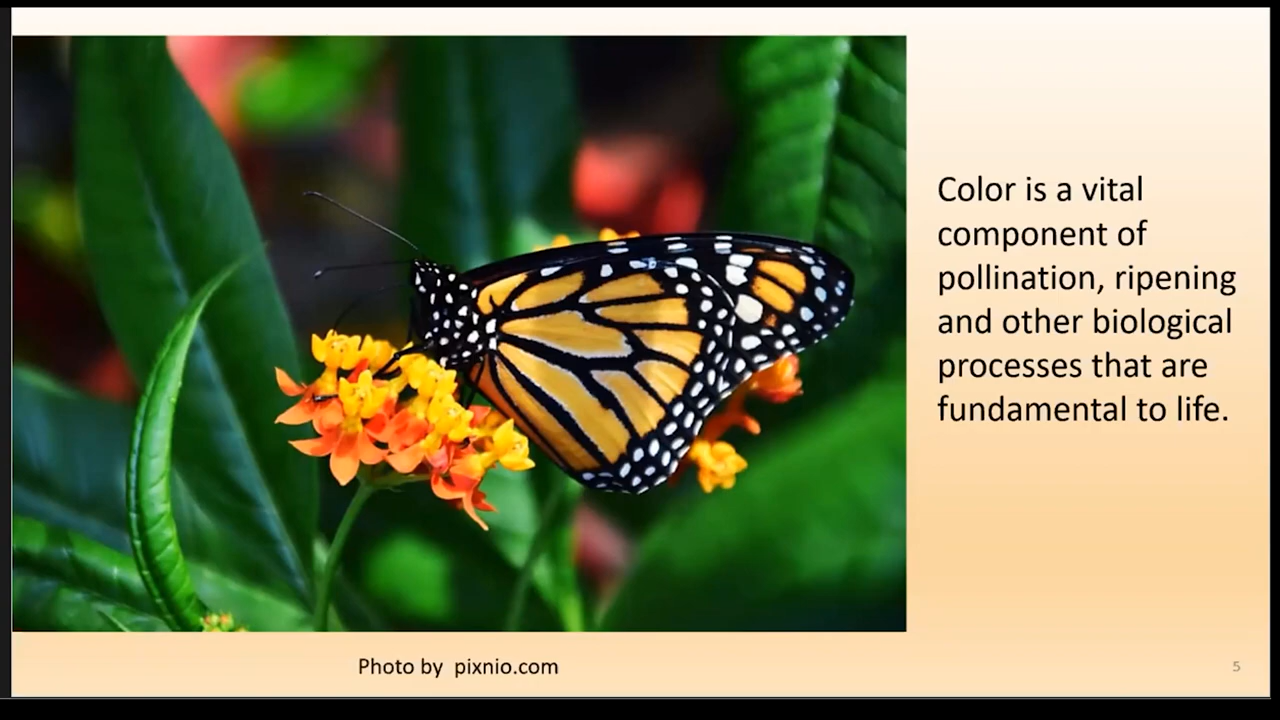 Color is a vital
component of
pollination, ripening
and other biological
processes that are
fundamental to life.
Photo by pixnio.com
5